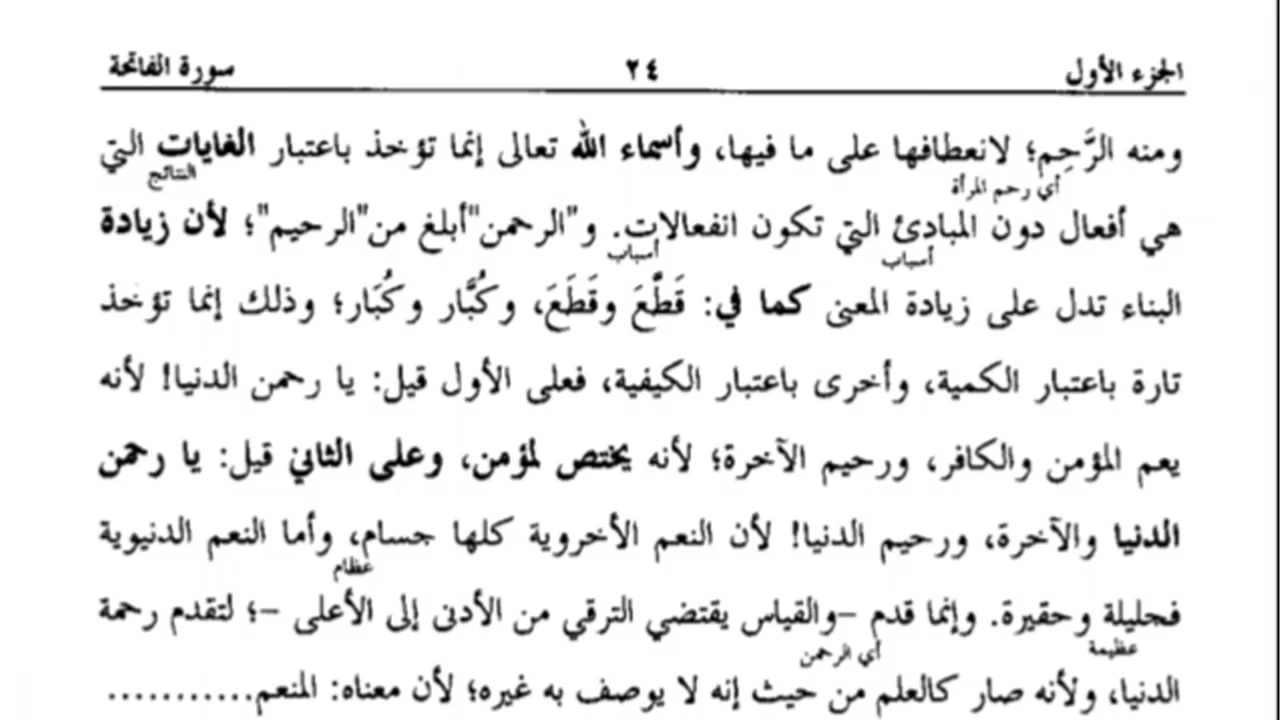 الجزء الأول ٢٤ سورة الفاتحة
ومنه الرَّحِم؛ لانعطافها على ما فيها، وأسماء الله تعالى إنما تؤخذ باعتبار الغايات التي
أي رحم المرأة النتائج
هي أفعال دون المبادئ التي تكون انفعالات. و"الرحمن"أبلغ من"الرحيم"؛ لأن زيادة
أسباب أسباب
البناء تدل على زيادة المعنى كما في: قَطَّعَ وقَطَعَ، وكُبَّار وكُبَار؛ وذلك إنما تؤخذ
تارة باعتبار الكمية، وأخرى باعتبار الكيفية، فعلى الأول قيل: يا رحمن الدنيا! لأنه
يعم المؤمن والكافر، ورحيم الآخرة؛ لأنه يختص لمؤمن، وعلى الثاني قيل: يا رحمن
الدنيا والآخرة، ورحيم الدنيا! لأن النعم الأخروية كلها جسام، وأما النعم الدنيوية
عظام
فجليلة وحقيرة. وإنما قدم –والقياس يقتضي الترقي من الأدنى إلى الأعلى –؛ لتقدم رحمة
عظيمة أي الرحمن
الدنيا، ولأنه صار كالعلم من حيث إنه لا يوصف به غيره؛ لأن معناه: المنعم...........